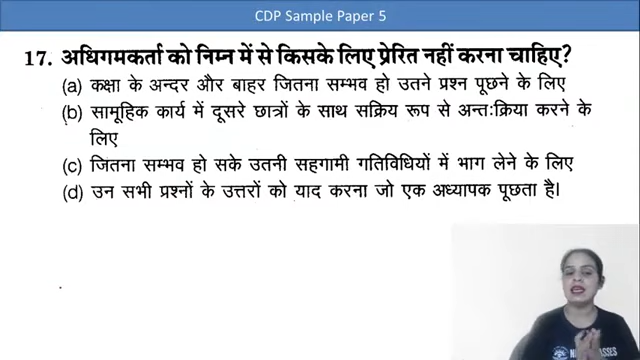 CDP Sample Paper 5
17. अधिगमकर्ता को निम्न में से किसके लिए प्रेरित नहीं करना चाहिए?
(a) कक्षा के अन्दर और बाहर जितना सम्भव हो उतने प्रश्न पूछने के लिए
(b) सामूहिक कार्य में दूसरे छात्रों के साथ सक्रिय रूप से अन्तःक्रिया करने के
लिए
(c) जितना सम्भव हो सके उतनी सहगामी गतिविधियों में भाग लेने के लिए
(d) उन सभी प्रश्नों के उत्तरों को याद करना जो एक अध्यापक पूछता है।